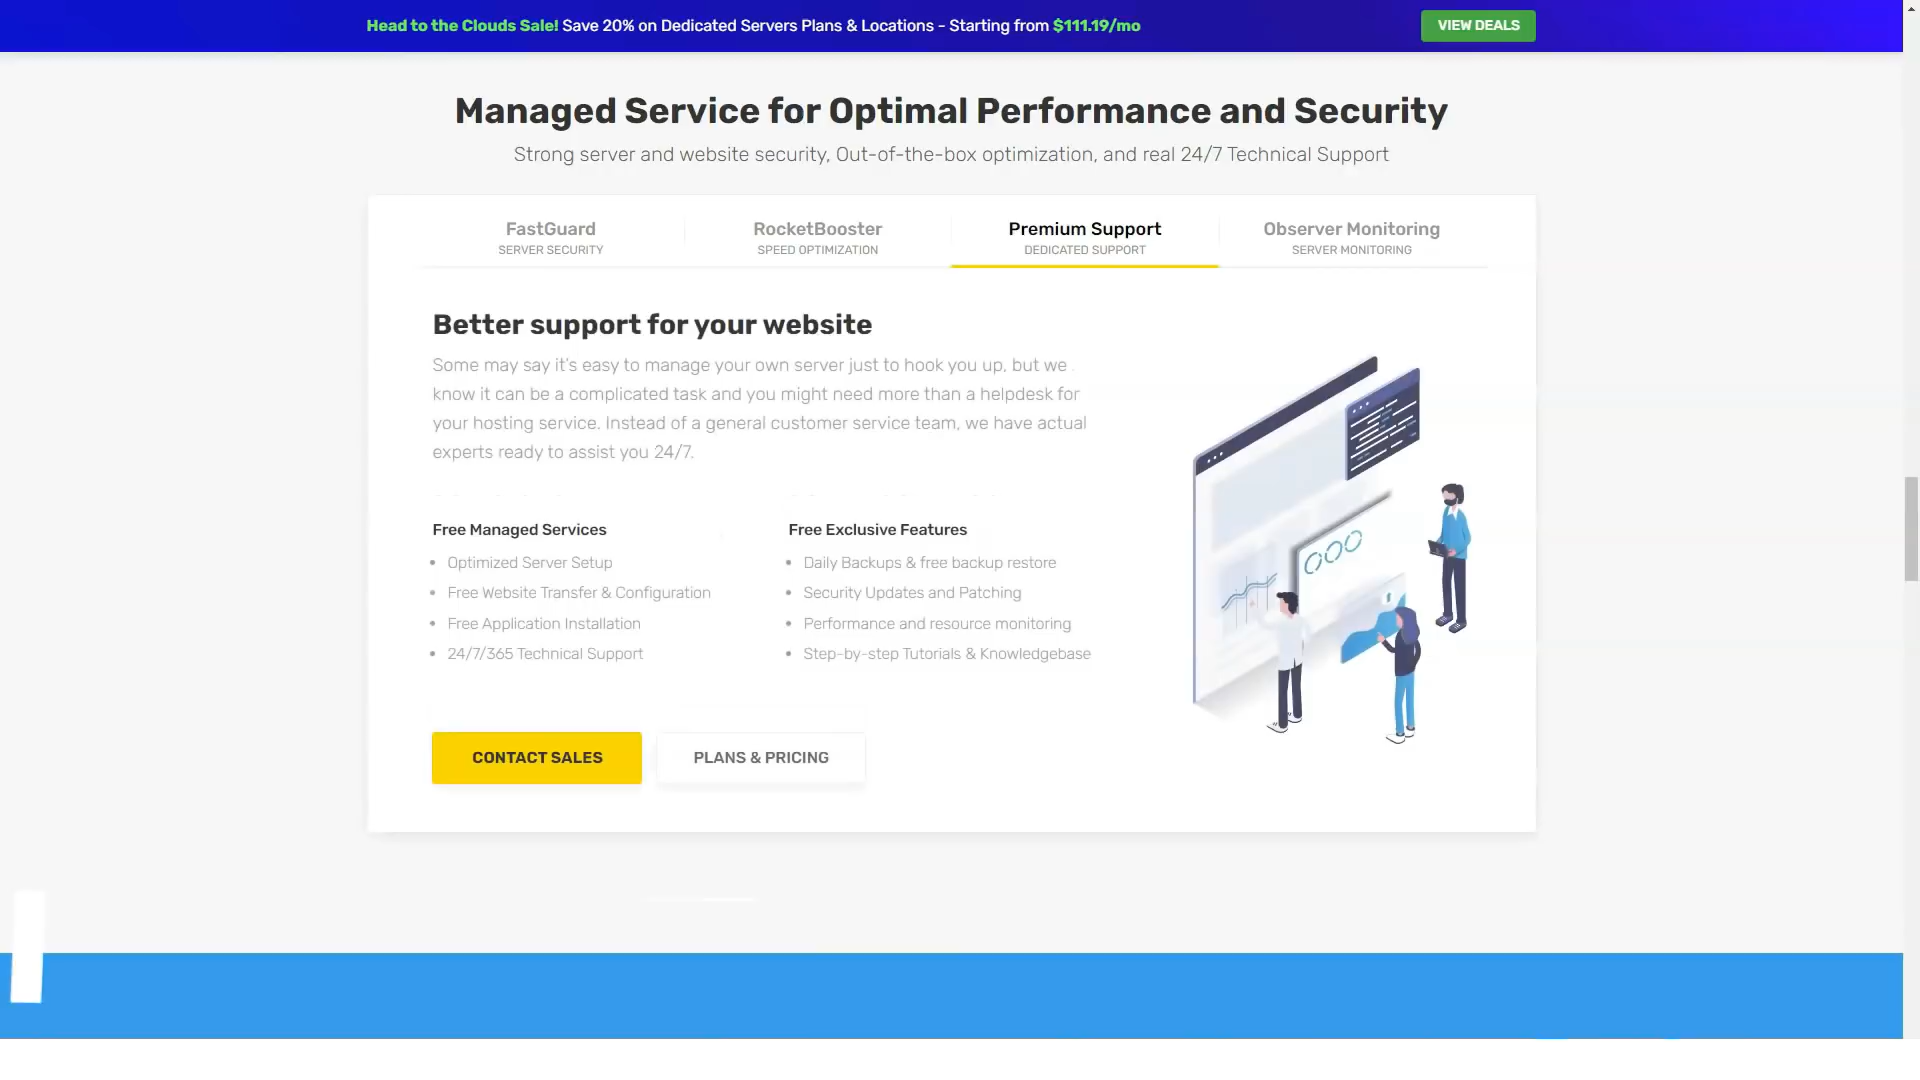 Head to the Clouds Sale! Save 20% on Dedicated Servers Plans & Locations - Starting from $111.19/mo
VIEW DEALS
Managed Service for Optimal Performance and Security
Strong server and website security, Out-of-the-box optimization, and real 24/7 Technical Support
FastGuard
SERVER SECURITY
RocketBooster
SPEED OPTIMIZATION
Premium Support
DEDICATED SUPPORT
Observer Monitoring
SERVER MONITORING
Better support for your website
Some may say it's easy to manage your own server just to hook you up, but we
know it can be a complicated task and you might need more than a helpdesk for
your hosting service. Instead of a general customer service team, we have actual
experts ready to assist you 24/7.
Free Managed Services
Optimized Server Setup
Free Website Transfer & Configuration
Free Application Installation
24/7/365 Technical Support
Free Exclusive Features
Daily Backups & free backup restore
Security Updates and Patching
Performance and resource monitoring
Step-by-step Tutorials & Knowledgebase
CONTACT SALES
PLANS & PRICING